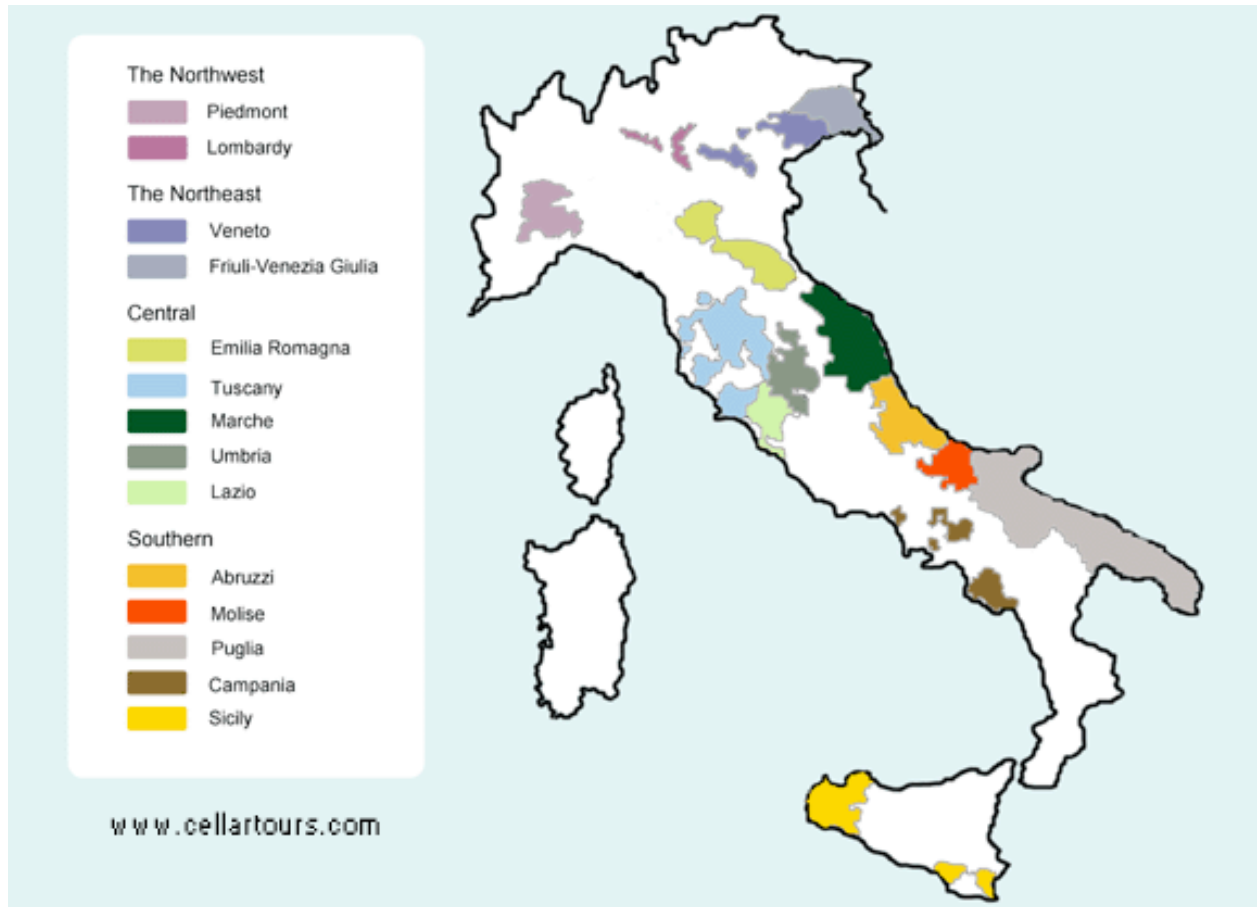 The Northwest
Piedmont
Lombardy
The Northeast
Veneto
Friuli-Venezia Giulia
Central
Emilia Romagna
Tuscany
Marche
Umbria
Lazio
Southern
Abruzzi
Molise
Puglia
Campania
Sicily
www.cellartours.com